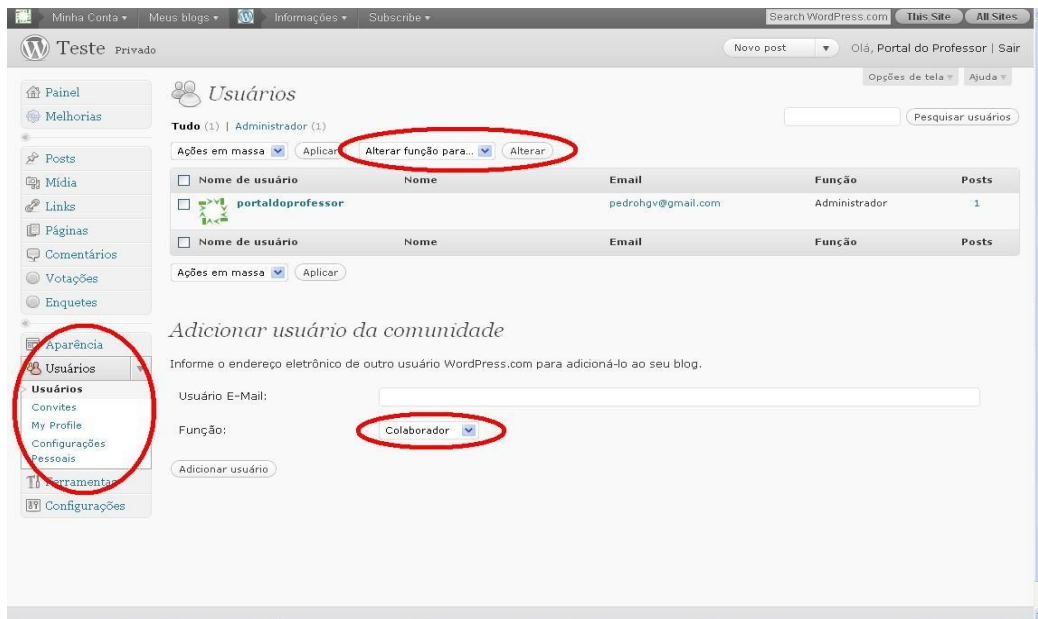 Minha Conta Meus blogs Informações Subscribe Search WordPress.com This Site All Sites
Teste Privado Novo post Olá, Portal do Professor | Sair
Opções de tela Ajuda
Painel
Melhorias
Posts
Mídia
Links
Páginas
Comentários
Votações
Enquetes
Aparência
Usuários
Usuários
Convites
My Profile
Configurações
Pessoais
Ferramentas
Configurações
Usuários
Tudo (1) | Administrador (1)
Pesquisar usuários
Ações em massa Aplicar Alterar função para... Alterar
Nome de usuário Nome Email Função Posts
portaldoprofessor pedrohgv@gmail.com Administrador 1
Nome de usuário Nome Email Função Posts
Ações em massa Aplicar
Adicionar usuário da comunidade
Informe o endereço eletrônico de outro usuário WordPress.com para adicioná-lo ao seu blog.
Usuário E-Mail:
Função: Colaborador
Adicionar usuário